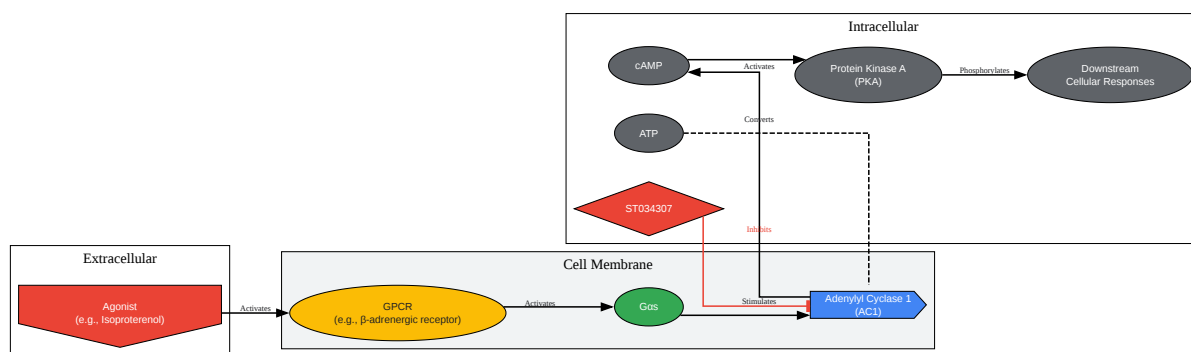 Intracellular
cAMP
Activates
Protein Kinase A
(PKA)
Phosphorylates
Downstream
Cellular Responses
Converts
ATP
ST034307
Inhibits
Extracellular
Agonist
(e.g., Isoproterenol)
Activates
Cell Membrane
GPCR
(e.g., β-adrenergic receptor)
Activates
Gαs
Stimulates
Adenylyl Cyclase 1
(AC1)